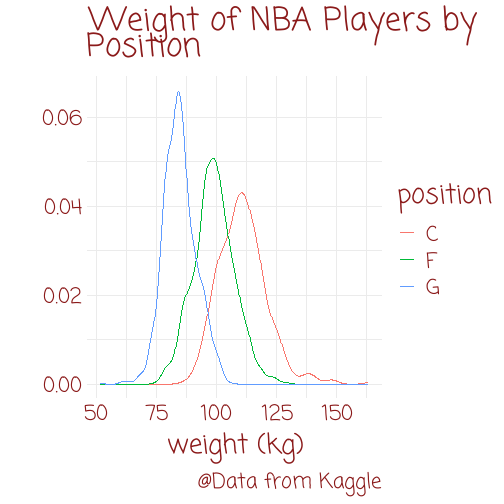 Weight of NBA Players by
Position
0.06
0.04
0.02
0.00
50 75 100 125 150
weight (kg)
position
C
F
G
@Data from Kaggle